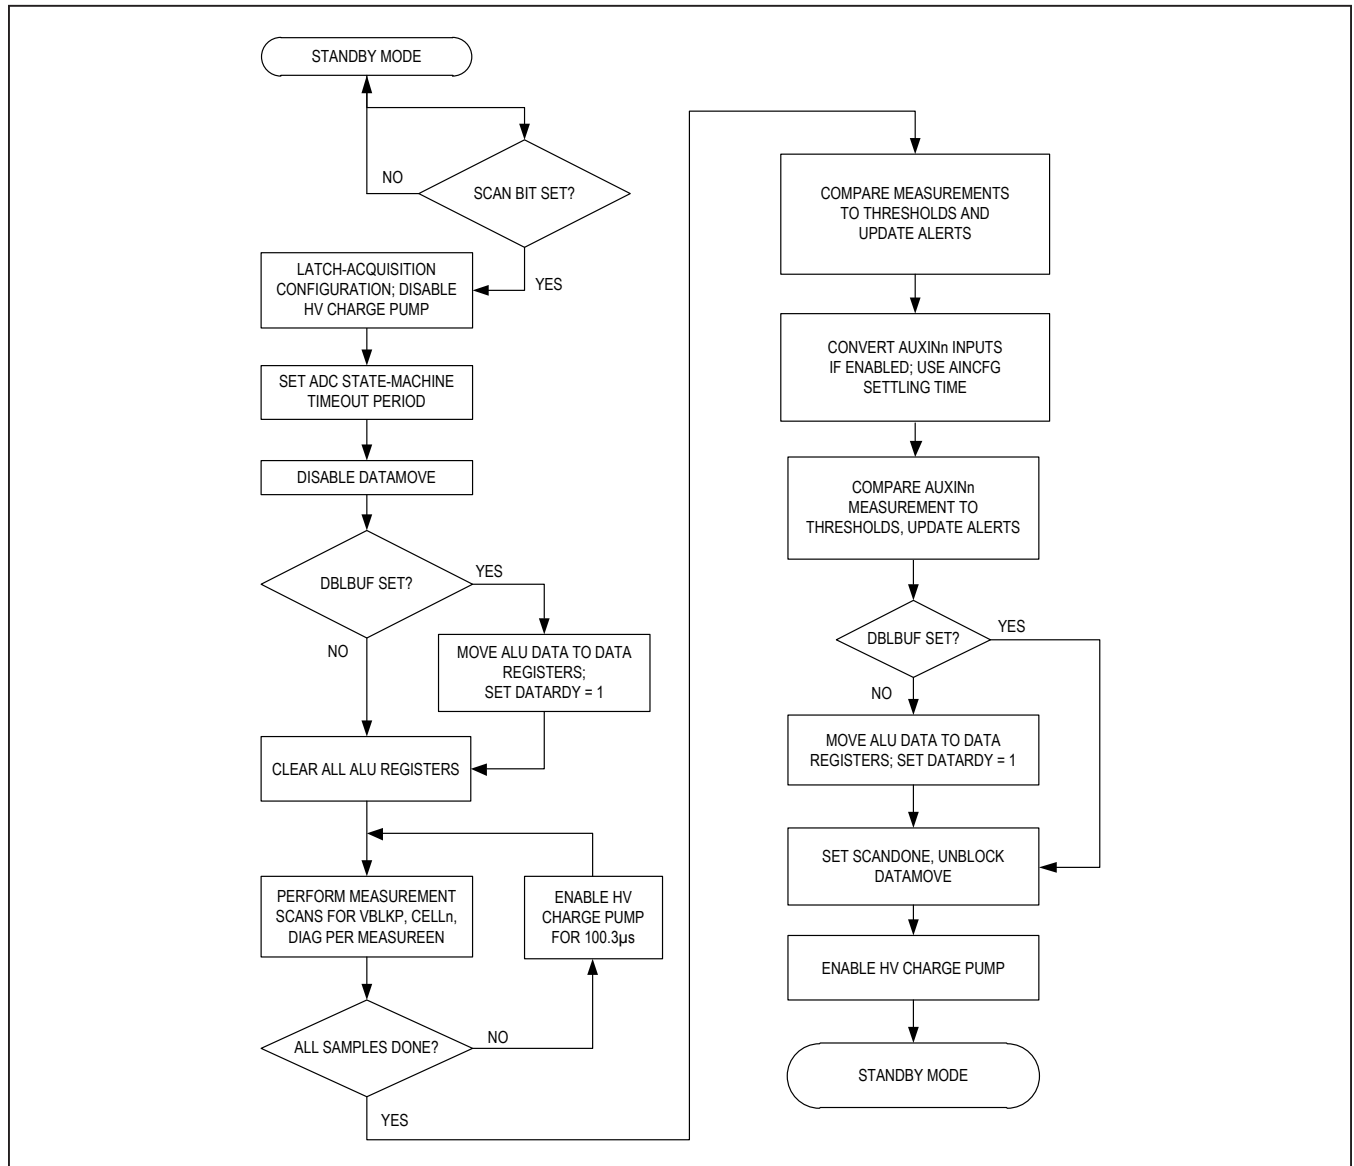 STANDBY MODE
NO
SCAN BIT SET?
YES
LATCH-ACQUISITION
CONFIGURATION; DISABLE
HV CHARGE PUMP
SET ADC STATE-MACHINE
TIMEOUT PERIOD
DISABLE DATAMOVE
DBLBUF SET?
YES
NO
MOVE ALU DATA TO DATA
REGISTERS;
SET DATARDY = 1
CLEAR ALL ALU REGISTERS
PERFORM MEASUREMENT
SCANS FOR VBLKP, CELLn,
DIAG PER MEASUREEN
ENABLE HV
CHARGE PUMP
FOR 100.3µs
ALL SAMPLES DONE?
NO
YES
COMPARE MEASUREMENTS
TO THRESHOLDS AND
UPDATE ALERTS
CONVERT AUXINn INPUTS
IF ENABLED; USE AINCFG
SETTLING TIME
COMPARE AUXINn
MEASUREMENT TO
THRESHOLDS, UPDATE ALERTS
DBLBUF SET?
YES
NO
MOVE ALU DATA TO DATA
REGISTERS; SET DATARDY = 1
SET SCANDONE, UNBLOCK
DATAMOVE
ENABLE HV CHARGE PUMP
STANDBY MODE